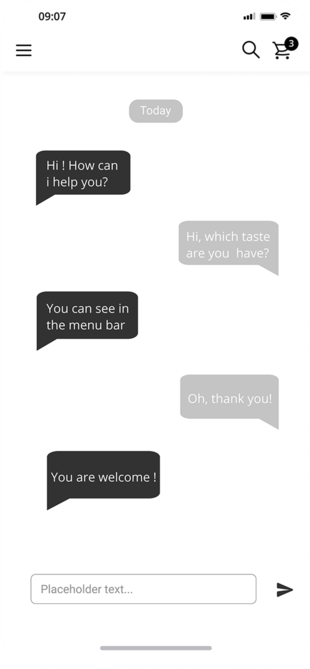 09:07
3
Today
Hi ! How can
i help you?
Hi, which taste
are you have?
You can see in
the menu bar
Oh, thank you!
You are welcome !
Placeholder text...